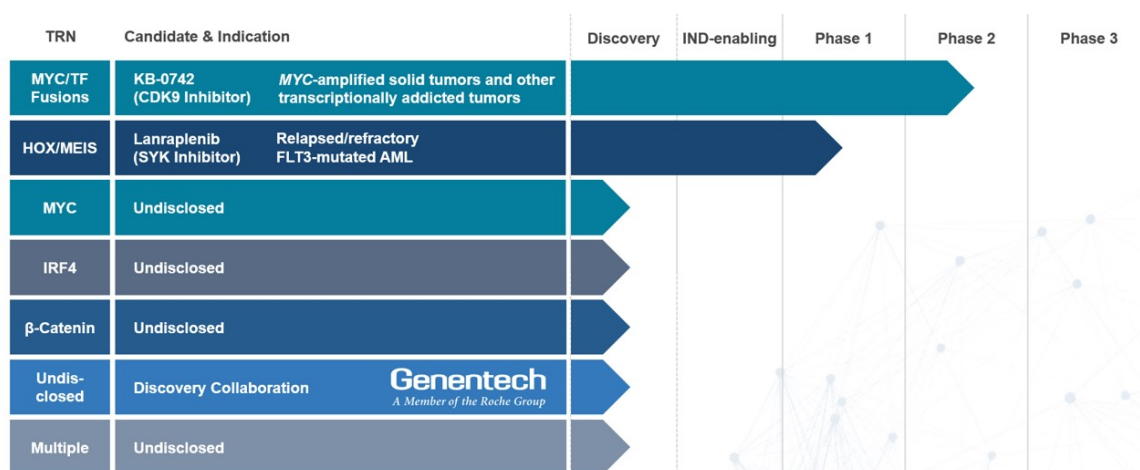 TRN Candidate & Indication Discovery IND-enabling Phase 1 Phase 2 Phase 3
MYC/TF
Fusions
KB-0742
(CDK9 Inhibitor)
MYC-amplified solid tumors and other
transcriptionally addicted tumors
HOX/MEIS
Lanraplenib
(SYK Inhibitor)
Relapsed/refractory
FLT3-mutated AML
MYC Undisclosed
IRF4 Undisclosed
β-Catenin Undisclosed
Undis-
closed
Discovery Collaboration
Genentech
A Member of the Roche Group
Multiple Undisclosed